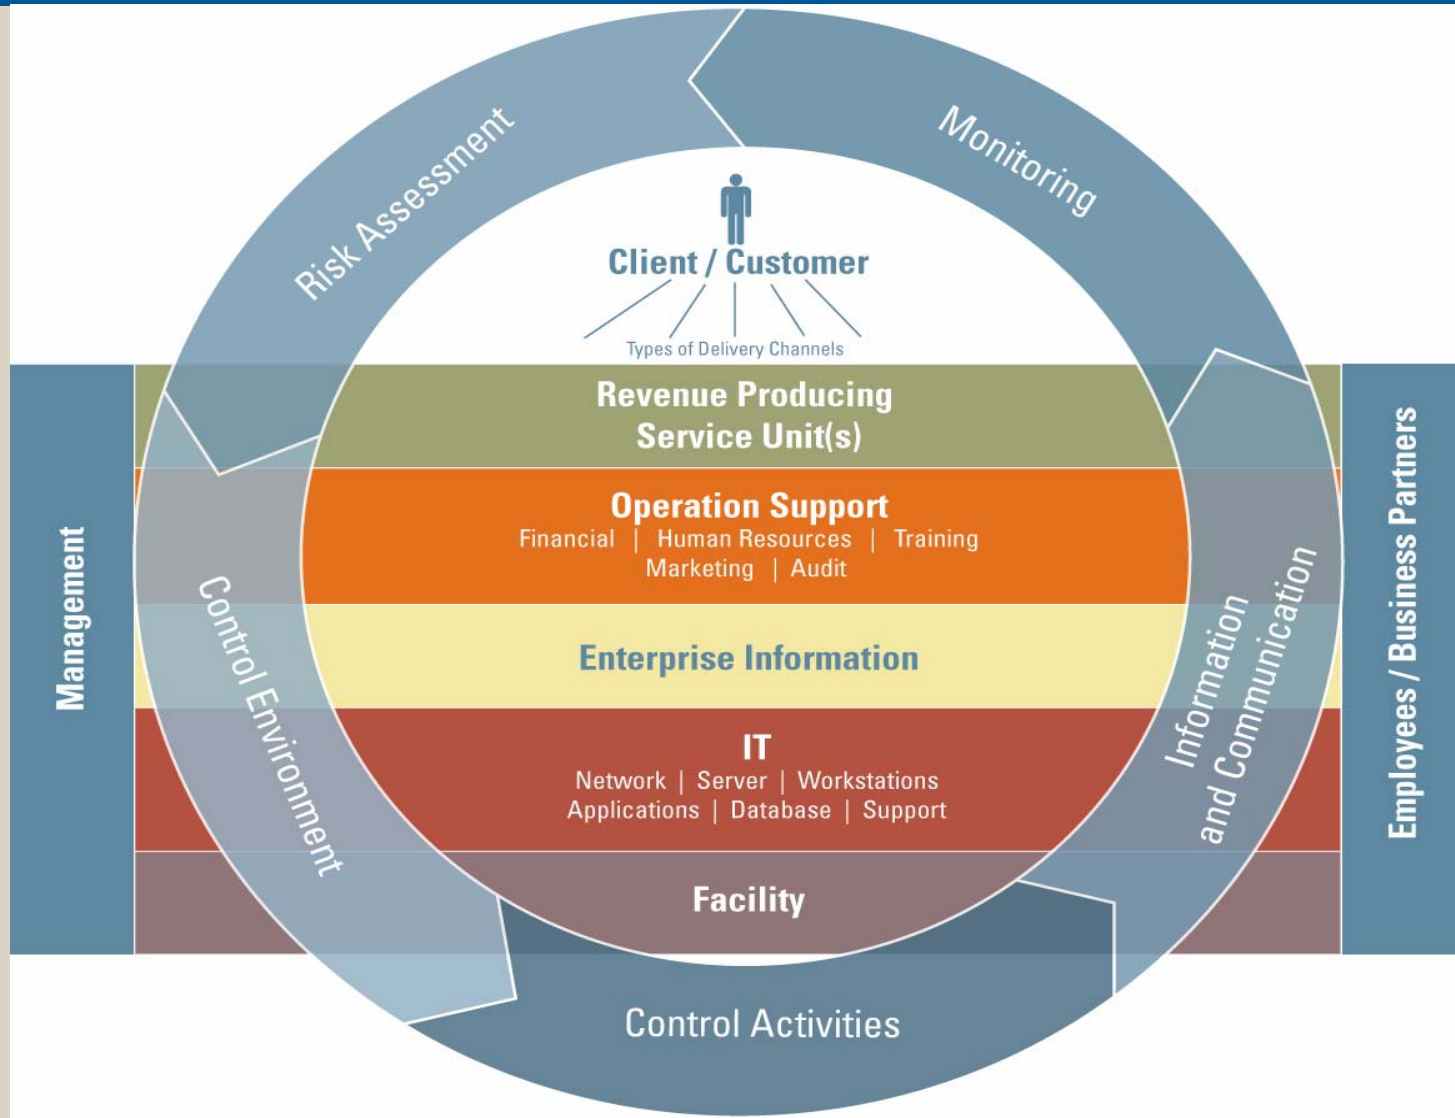 Risk Assessment
Monitoring
Client / Customer
Types of Delivery Channels
Revenue Producing
Service Unit(s)
Operation Support
Financial | Human Resources | Training
Marketing | Audit
Enterprise Information
IT
Network | Server | Workstations
Applications | Database | Support
Facility
Management
Control Environment
Information
and Communication
Employees / Business Partners
Control Activities